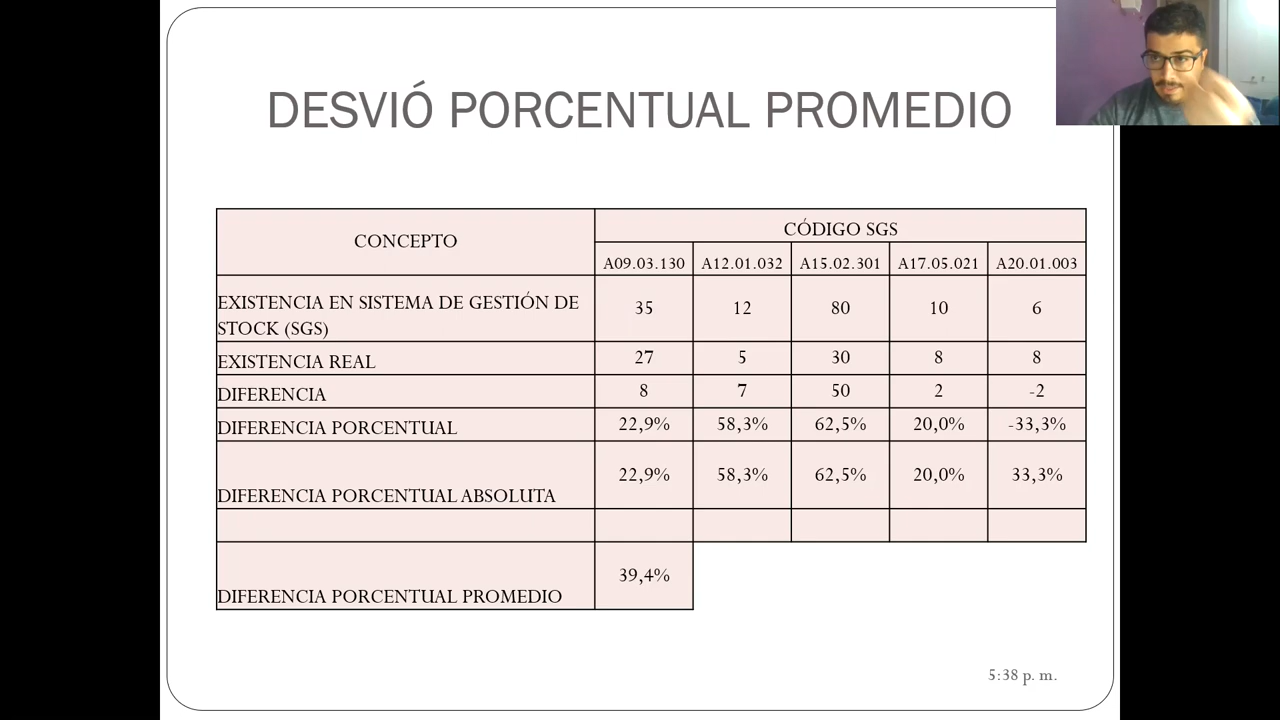 DESVIÓ PORCENTUAL PROMEDIO
CONCEPTO
CÓDIGO SGS
A09.03.130 A12.01.032 A15.02.301 A17.05.021 A20.01.003
EXISTENCIA EN SISTEMA DE GESTIÓN DE
STOCK (SGS)
35 12 80 10 6
EXISTENCIA REAL 27 5 30 8 8
DIFERENCIA 8 7 50 2 -2
DIFERENCIA PORCENTUAL 22,9% 58,3% 62,5% 20,0% -33,3%
DIFERENCIA PORCENTUAL ABSOLUTA 22,9% 58,3% 62,5% 20,0% 33,3%
DIFERENCIA PORCENTUAL PROMEDIO 39,4%
5:38 p. m.